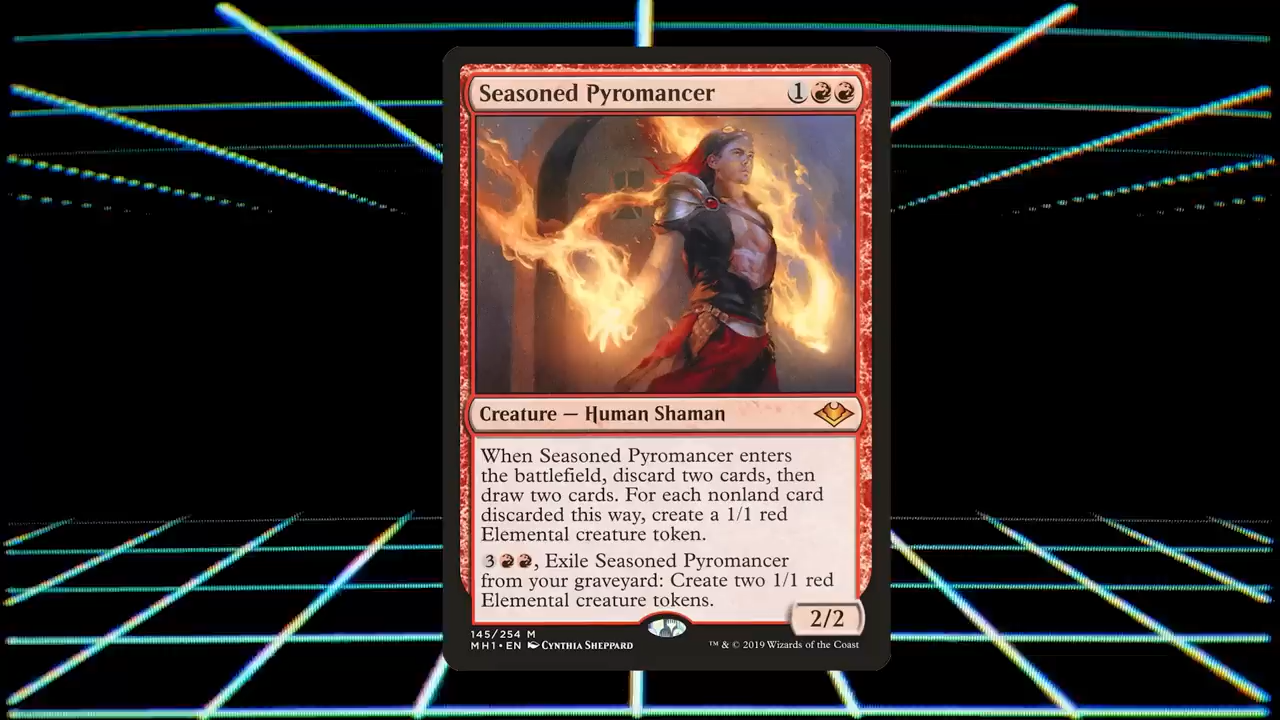 Seasoned Pyromancer 1
Creature — Human Shaman
When Seasoned Pyromancer enters
the battlefield, discard two cards, then
draw two cards. For each nonland card
discarded this way, create a 1/1 red
Elemental creature token.
3, Exile Seasoned Pyromancer
from your graveyard: Create two 1/1 red
Elemental creature tokens.
2/2
145/254 M
MH1 • EN Cynthia Sheppard
™ & © 2019 Wizards of the Coast